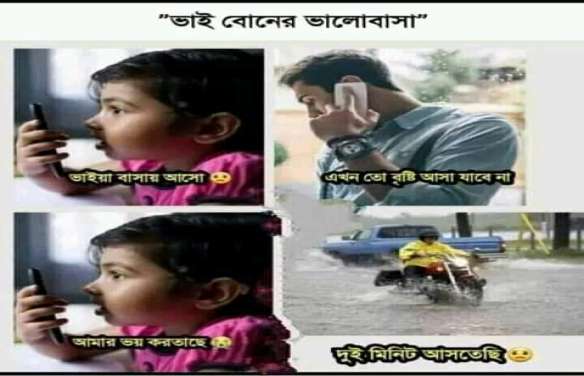 ”ভাই বোনের ভালোবাসা”
ভাইয়া বাসায় আসো 😢
এখন তো বৃষ্টি আসা যাবে না
আমার ভয় করতাছে 😭
দুই মিনিট আসতেছি 😐